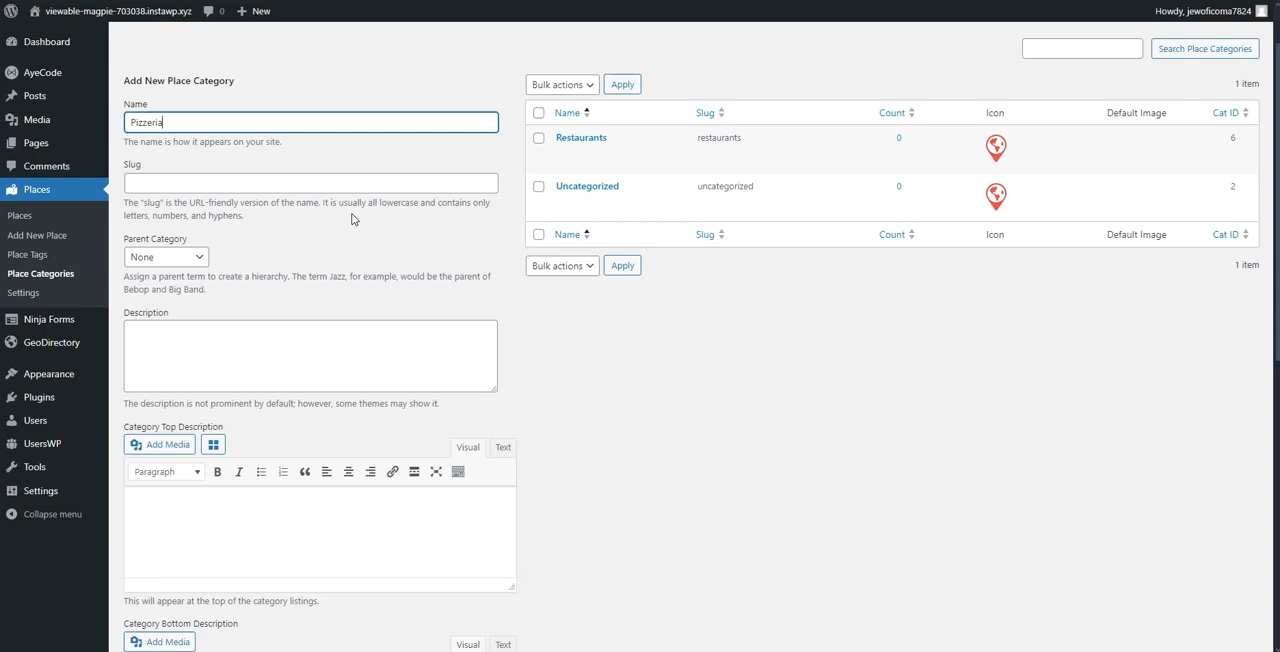 viewable-magpie-703038.instawp.xyz 0 New Howdy, jewoficoma7824
Dashboard
AyeCode
Posts
Media
Pages
Comments
Places
Places
Add New Place
Place Tags
Place Categories
Settings
Ninja Forms
GeoDirectory
Appearance
Plugins
Users
UsersWP
Tools
Settings
Collapse menu
Search Place Categories
Add New Place Category
Name
Pizzeria
The name is how it appears on your site.
Slug
The "slug" is the URL-friendly version of the name. It is usually all lowercase and contains only
letters, numbers, and hyphens.
Parent Category
None
Assign a parent term to create a hierarchy. The term Jazz, for example, would be the parent of
Bebop and Big Band.
Description
The description is not prominent by default; however, some themes may show it.
Category Top Description
Add Media
Visual Text
Paragraph B I
This will appear at the top of the category listings.
Category Bottom Description
Add Media
Visual Text
Bulk actions Apply 1 item
Name Slug Count Icon Default Image Cat ID
Restaurants restaurants 0 6
Uncategorized uncategorized 0 2
Name Slug Count Icon Default Image Cat ID
Bulk actions Apply 1 item